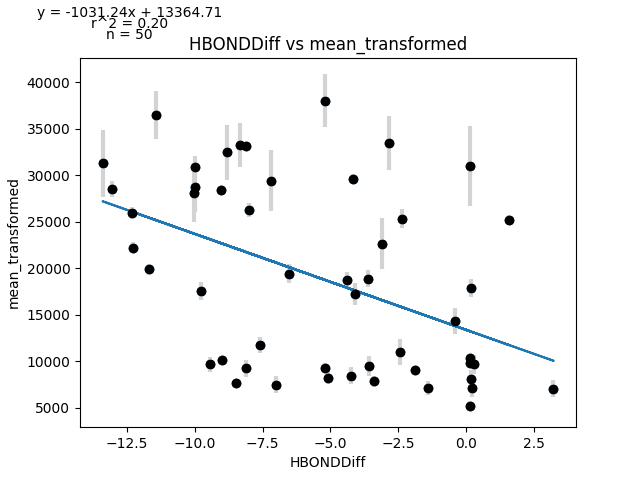 y = -1031.24x + 13364.71
r^2 = 0.20
n = 50
HBONDDiff vs mean_transformed
mean_transformed
40000
35000
30000
25000
20000
15000
10000
5000
−12.5 −10.0 −7.5 −5.0 −2.5 0.0 2.5
HBONDDiff